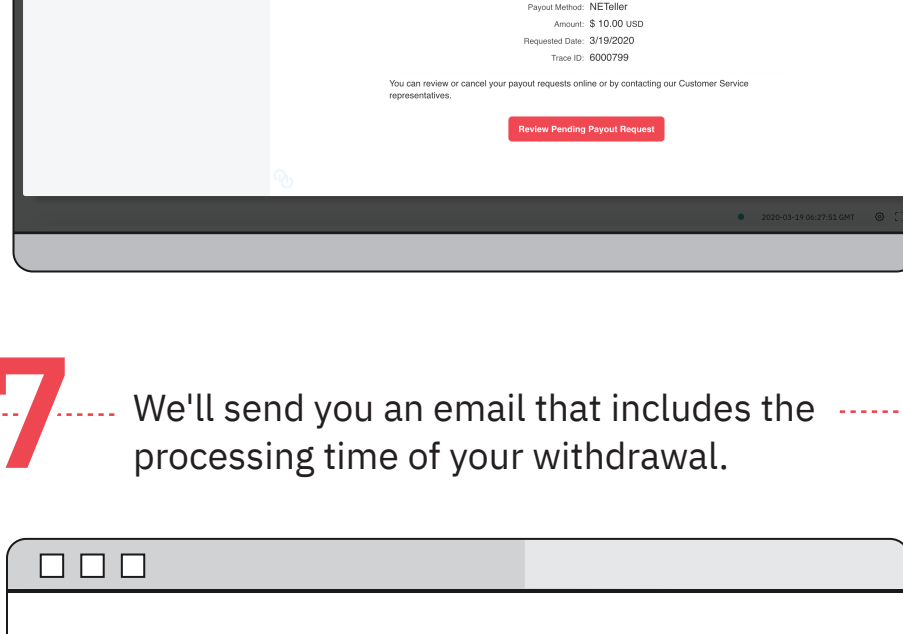 Payout Method: NETeller
Amount: $ 10.00 USD
Requested Date: 3/19/2020
Trace ID: 6000799
You can review or cancel your payout requests online or by contacting our Customer Service
representatives.
Review Pending Payout Request
2020-03-19 06:27:51 GMT
7
We'll send you an email that includes the
processing time of your withdrawal.